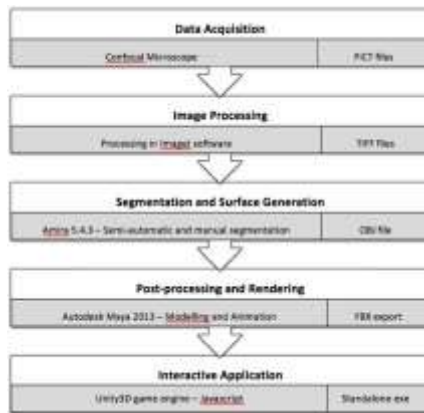 Data Acquisition
Confocal Microscope PICT files
Image Processing
Processing in ImageJ software TIFF files
Segmentation and Surface Generation
Amira 5.4.3 – Semi-automatic and manual segmentation OBJ file
Post-processing and Rendering
Autodesk Maya 2013 – Modelling and Animation FBX export
Interactive Application
Unity3D game engine – Javascript Standalone exe